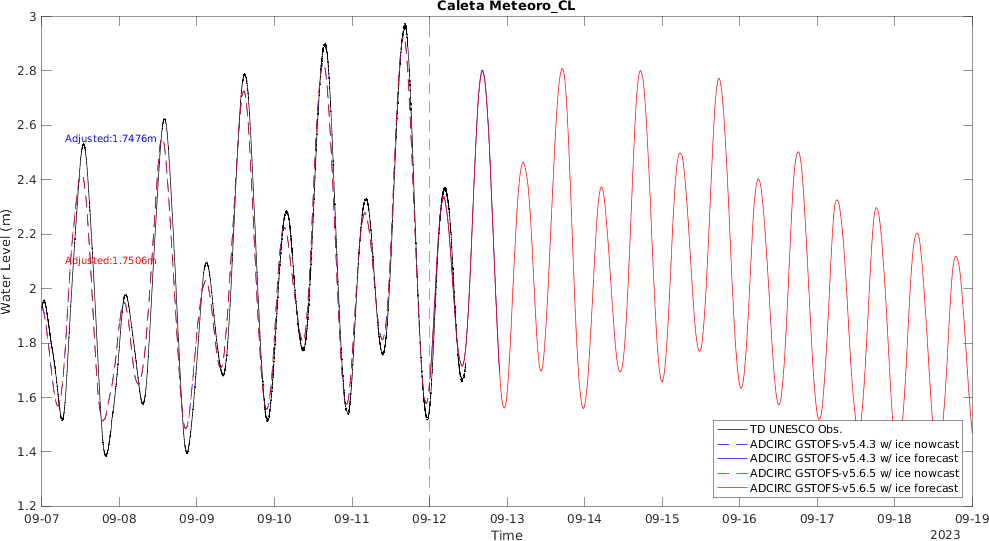 Caleta Meteoro_CL
3
2.8
2.6
2.4
2.2
2
1.8
1.6
1.4
1.2
Water Level (m)
Adjusted:1.7476m
Adjusted:1.7506m
TD UNESCO Obs.
ADCIRC GSTOFS-v5.4.3 w/ ice nowcast
ADCIRC GSTOFS-v5.4.3 w/ ice forecast
ADCIRC GSTOFS-v5.6.5 w/ ice nowcast
ADCIRC GSTOFS-v5.6.5 w/ ice forecast
09-07 09-08 09-09 09-10 09-11 09-12 09-13 09-14 09-15 09-16 09-17 09-18 09-19
Time
2023